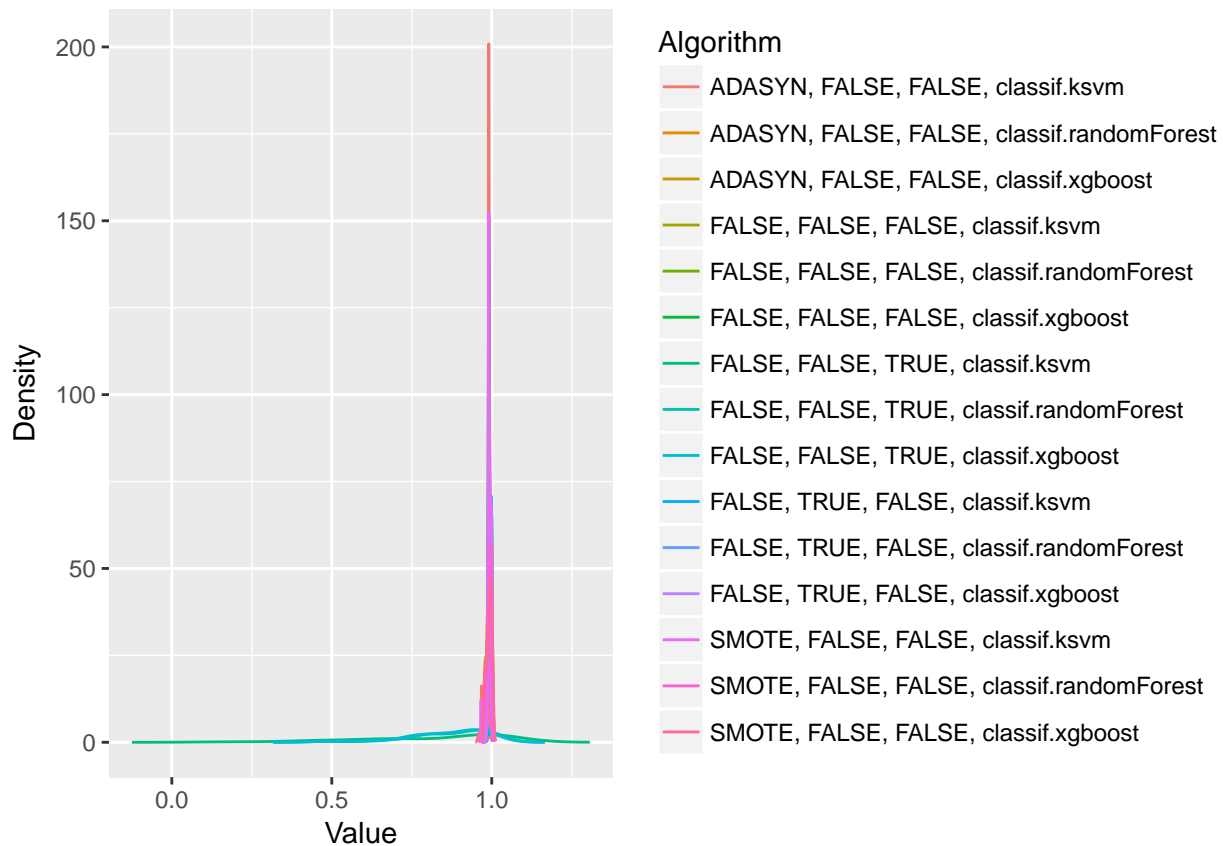 200
150
100
50
0
Density
0.0 0.5 1.0
Value
Algorithm
ADASYN, FALSE, FALSE, classif.ksvm
ADASYN, FALSE, FALSE, classif.randomForest
ADASYN, FALSE, FALSE, classif.xgboost
FALSE, FALSE, FALSE, classif.ksvm
FALSE, FALSE, FALSE, classif.randomForest
FALSE, FALSE, FALSE, classif.xgboost
FALSE, FALSE, TRUE, classif.ksvm
FALSE, FALSE, TRUE, classif.randomForest
FALSE, FALSE, TRUE, classif.xgboost
FALSE, TRUE, FALSE, classif.ksvm
FALSE, TRUE, FALSE, classif.randomForest
FALSE, TRUE, FALSE, classif.xgboost
SMOTE, FALSE, FALSE, classif.ksvm
SMOTE, FALSE, FALSE, classif.randomForest
SMOTE, FALSE, FALSE, classif.xgboost